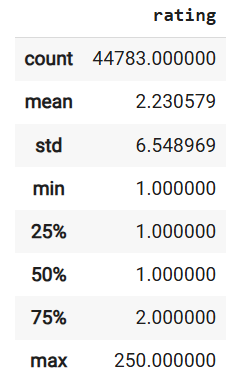 rating
count 44783.000000
mean 2.230579
std 6.548969
min 1.000000
25% 1.000000
50% 1.000000
75% 2.000000
max 250.000000